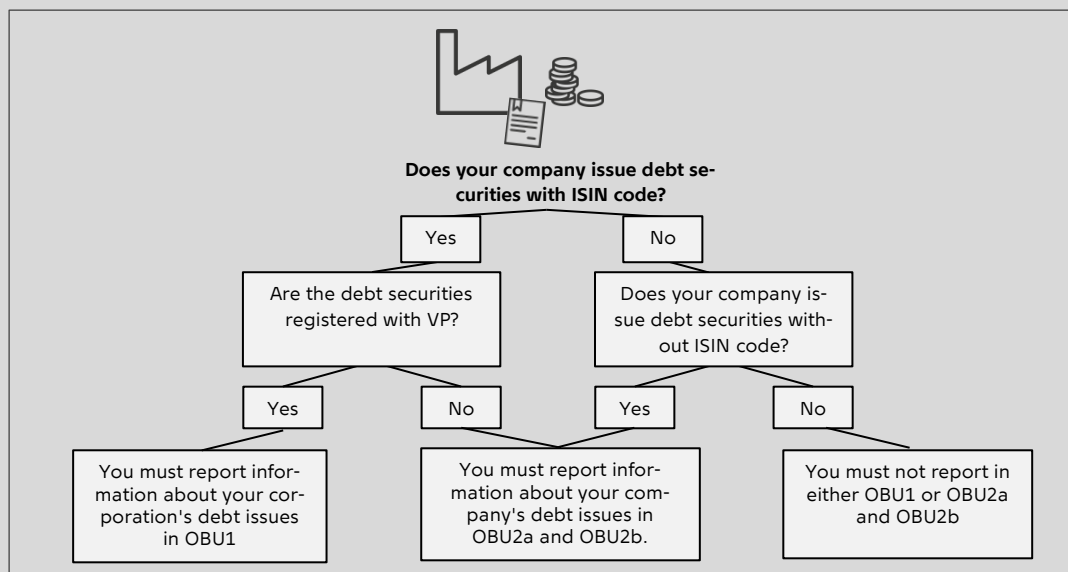 Does your company issue debt se-
curities with ISIN code?
Yes
No
Are the debt securities
registered with VP?
Does your company is-
sue debt securities with-
out ISIN code?
Yes
No
Yes
No
You must report infor-
mation about your cor-
poration's debt issues
in OBU1
You must report infor-
mation about your com-
pany's debt issues in
OBU2a and OBU2b.
You must not report in
either OBU1 or OBU2a
and OBU2b